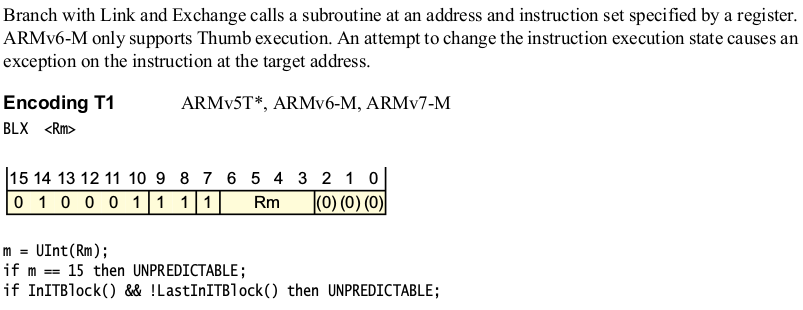 Branch with Link and Exchange calls a subroutine at an address and instruction set specified by a register.
ARMv6-M only supports Thumb execution. An attempt to change the instruction execution state causes an
exception on the instruction at the target address.
Encoding T1 ARMv5T*, ARMv6-M, ARMv7-M
BLX <Rm>
15 14 13 12 11 10 9 8 7 6 5 4 3 2 1 0
0 1 0 0 0 1 1 1 1 Rm (0) (0) (0)
m = UInt(Rm);
if m == 15 then UNPREDICTABLE;
if InITBlock() && !LastInITBlock() then UNPREDICTABLE;